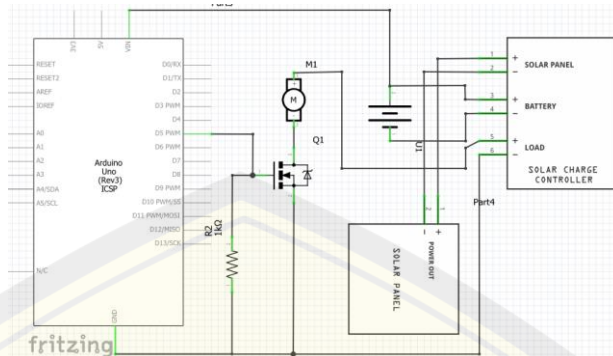 3V3
5V
VIN
RESET
RESET2
AREF
IOREF
A0
A1
A2
A3
A4/SDA
A5/SCL
N/C
GND
Arduino
Uno
(Rev3)
ICSP
D0/RX
D1/TX
D2
D3 PWM
D4
D5 PWM
D6 PWM
D7
D8
D9 PWM
D10 PWM/SS
D11 PWM/MOSI
D12/MISO
D13/SCK
R2
1kΩ
M1
M
Q1
U1
SOLAR PANEL
BATTERY
LOAD
1
2
3
4
5
6
+
-
+
-
+
-
SOLAR CHARGE
CONTROLLER
Part4
- +
POWER OUT
SOLAR PANEL
fritzing